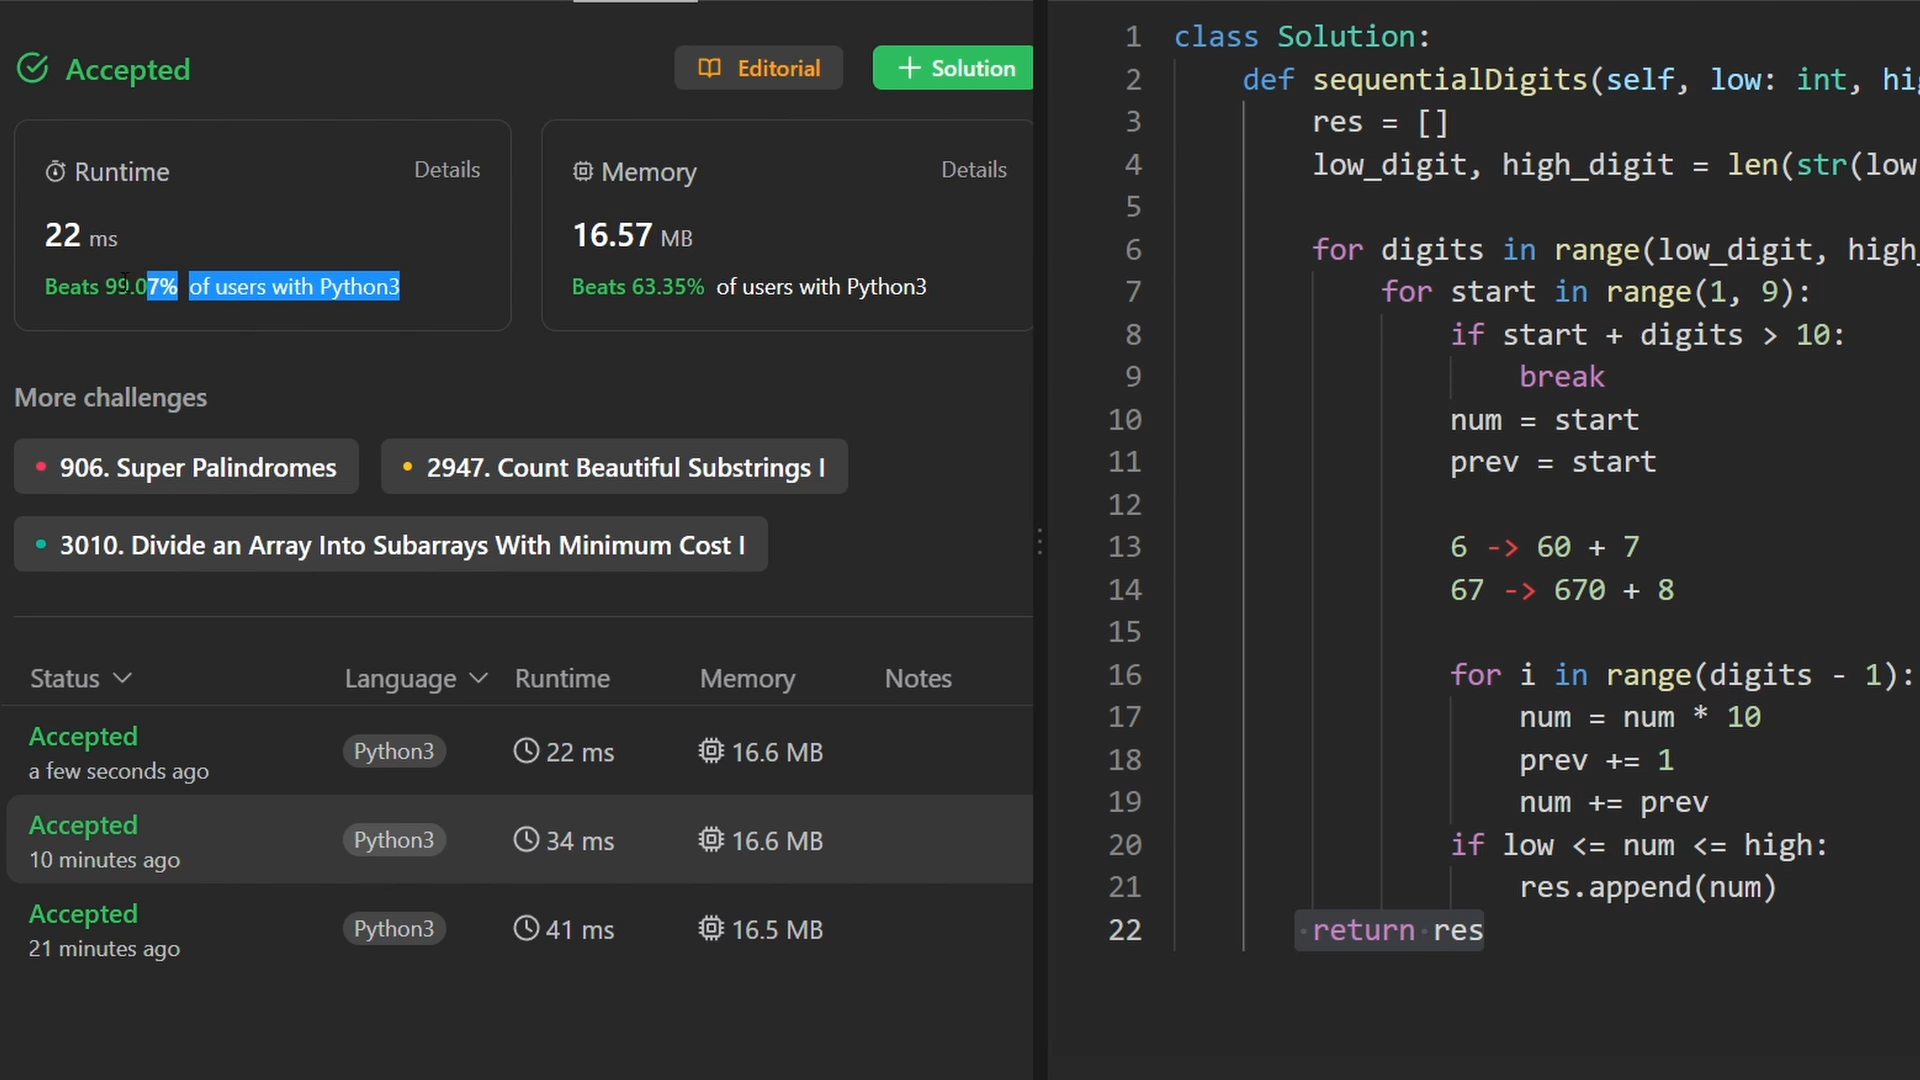 Accepted
Editorial
+ Solution
Runtime
Details
22 ms
Beats 99.07% of users with Python3
Memory
Details
16.57 MB
Beats 63.35% of users with Python3
More challenges
906. Super Palindromes
2947. Count Beautiful Substrings I
3010. Divide an Array Into Subarrays With Minimum Cost I
Status Language Runtime Memory Notes
Accepted
a few seconds ago
Python3 22 ms 16.6 MB
Accepted
10 minutes ago
Python3 34 ms 16.6 MB
Accepted
21 minutes ago
Python3 41 ms 16.5 MB
1 class Solution:
2 def sequentialDigits(self, low: int, hig
3 res = []
4 low_digit, high_digit = len(str(low
5
6 for digits in range(low_digit, high_
7 for start in range(1, 9):
8 if start + digits > 10:
9 break
10 num = start
11 prev = start
12
13 6 -> 60 + 7
14 67 -> 670 + 8
15
16 for i in range(digits - 1):
17 num = num * 10
18 prev += 1
19 num += prev
20 if low <= num <= high:
21 res.append(num)
22 return res